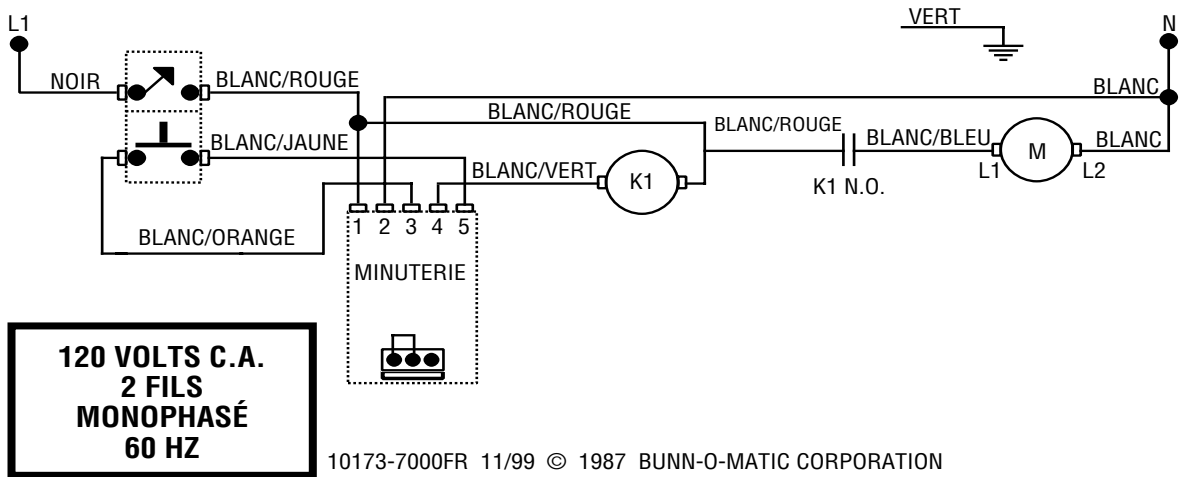 L1
VERT
N
NOIR
BLANC/ROUGE
BLANC
BLANC/ROUGE
BLANC/ROUGE
BLANC/JAUNE
BLANC/BLEU
M
BLANC
BLANC/VERT
K1
L1
L2
K1 N.O.
BLANC/ORANGE
1 2 3 4 5
MINUTERIE
120 VOLTS C.A.
2 FILS
MONOPHASÉ
60 HZ
10173-7000FR 11/99 © 1987 BUNN-O-MATIC CORPORATION